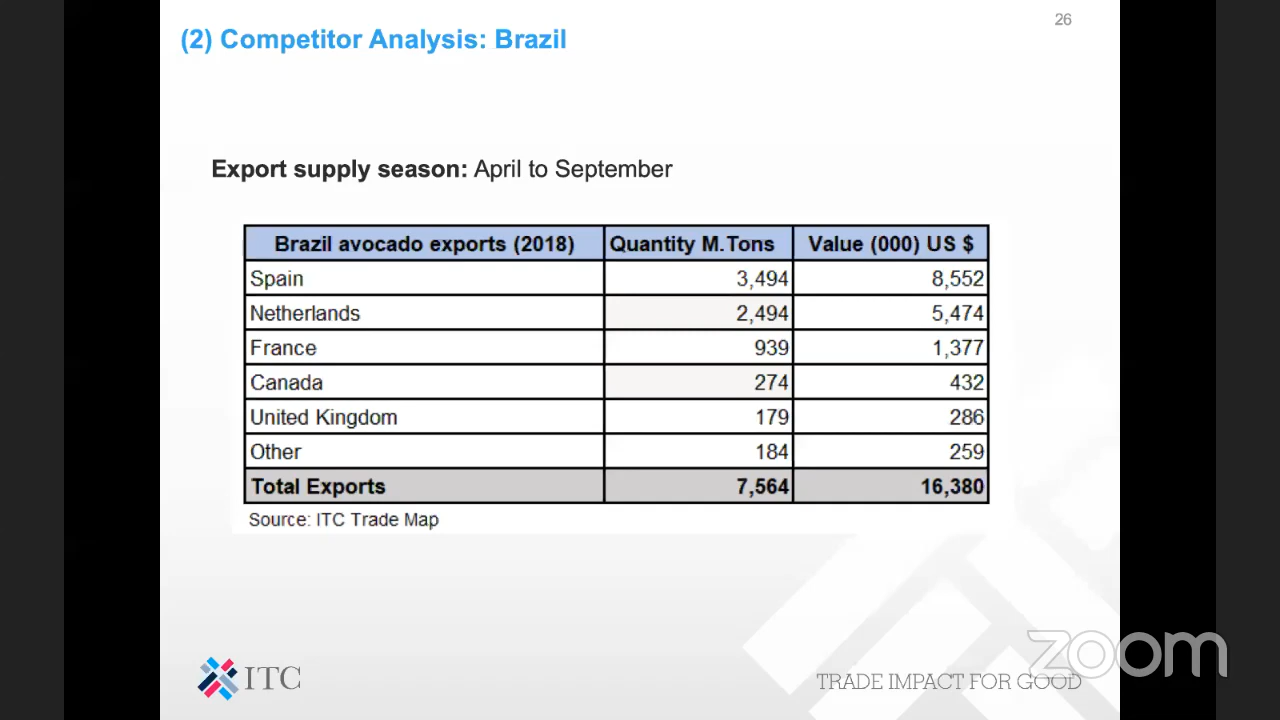 26
(2) Competitor Analysis: Brazil
Export supply season: April to September
Brazil avocado exports (2018) Quantity M.Tons Value (000) US $
Spain 3,494 8,552
Netherlands 2,494 5,474
France 939 1,377
Canada 274 432
United Kingdom 179 286
Other 184 259
Total Exports 7,564 16,380
Source: ITC Trade Map
ITC
TRADE IMPACT FOR GOOD
zoom